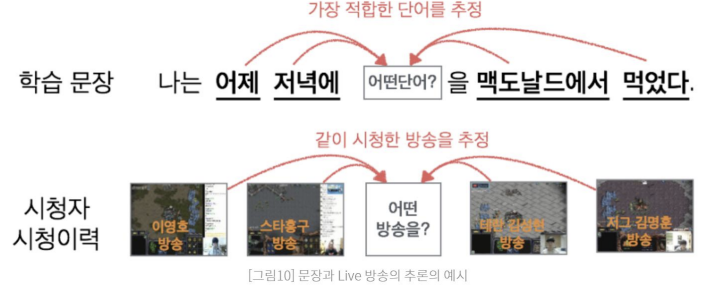 가장 적합한 단어를 추정
학습 문장 나는 어제 저녁에 어떤단어? 을 맥도날드에서 먹었다.
같이 시청한 방송을 추정
시청자
시청이력
이영호
방송
스타홍구
방송
어떤
방송을?
테란 김성현
방송
저그 김명훈
방송
[그림10] 문장과 Live 방송의 추론의 예시